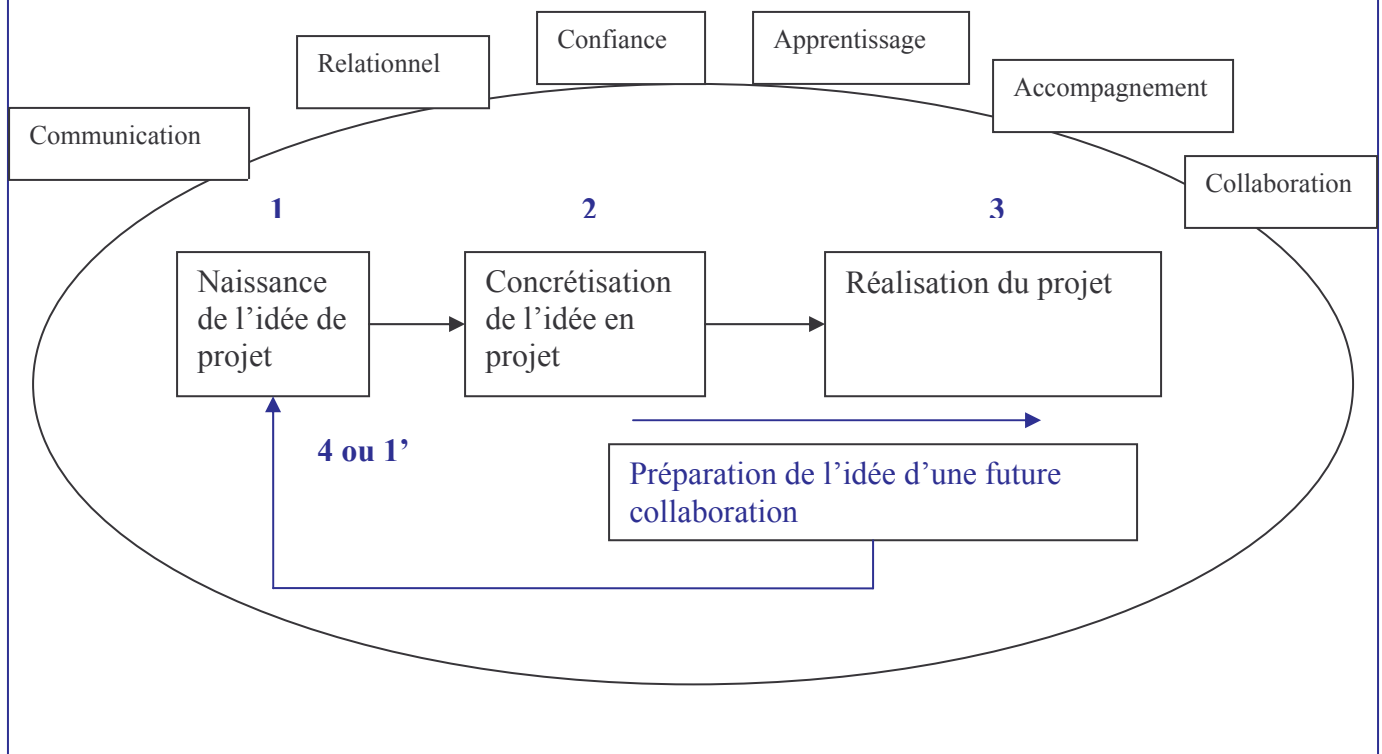 Confiance
Apprentissage
Relationnel
Accompagnement
Communication
Collaboration
1
2
3
Naissance
de l’idée de
projet
Concrétisation
de l’idée en
projet
Réalisation du projet
4 ou 1’
Préparation de l’idée d’une future
collaboration